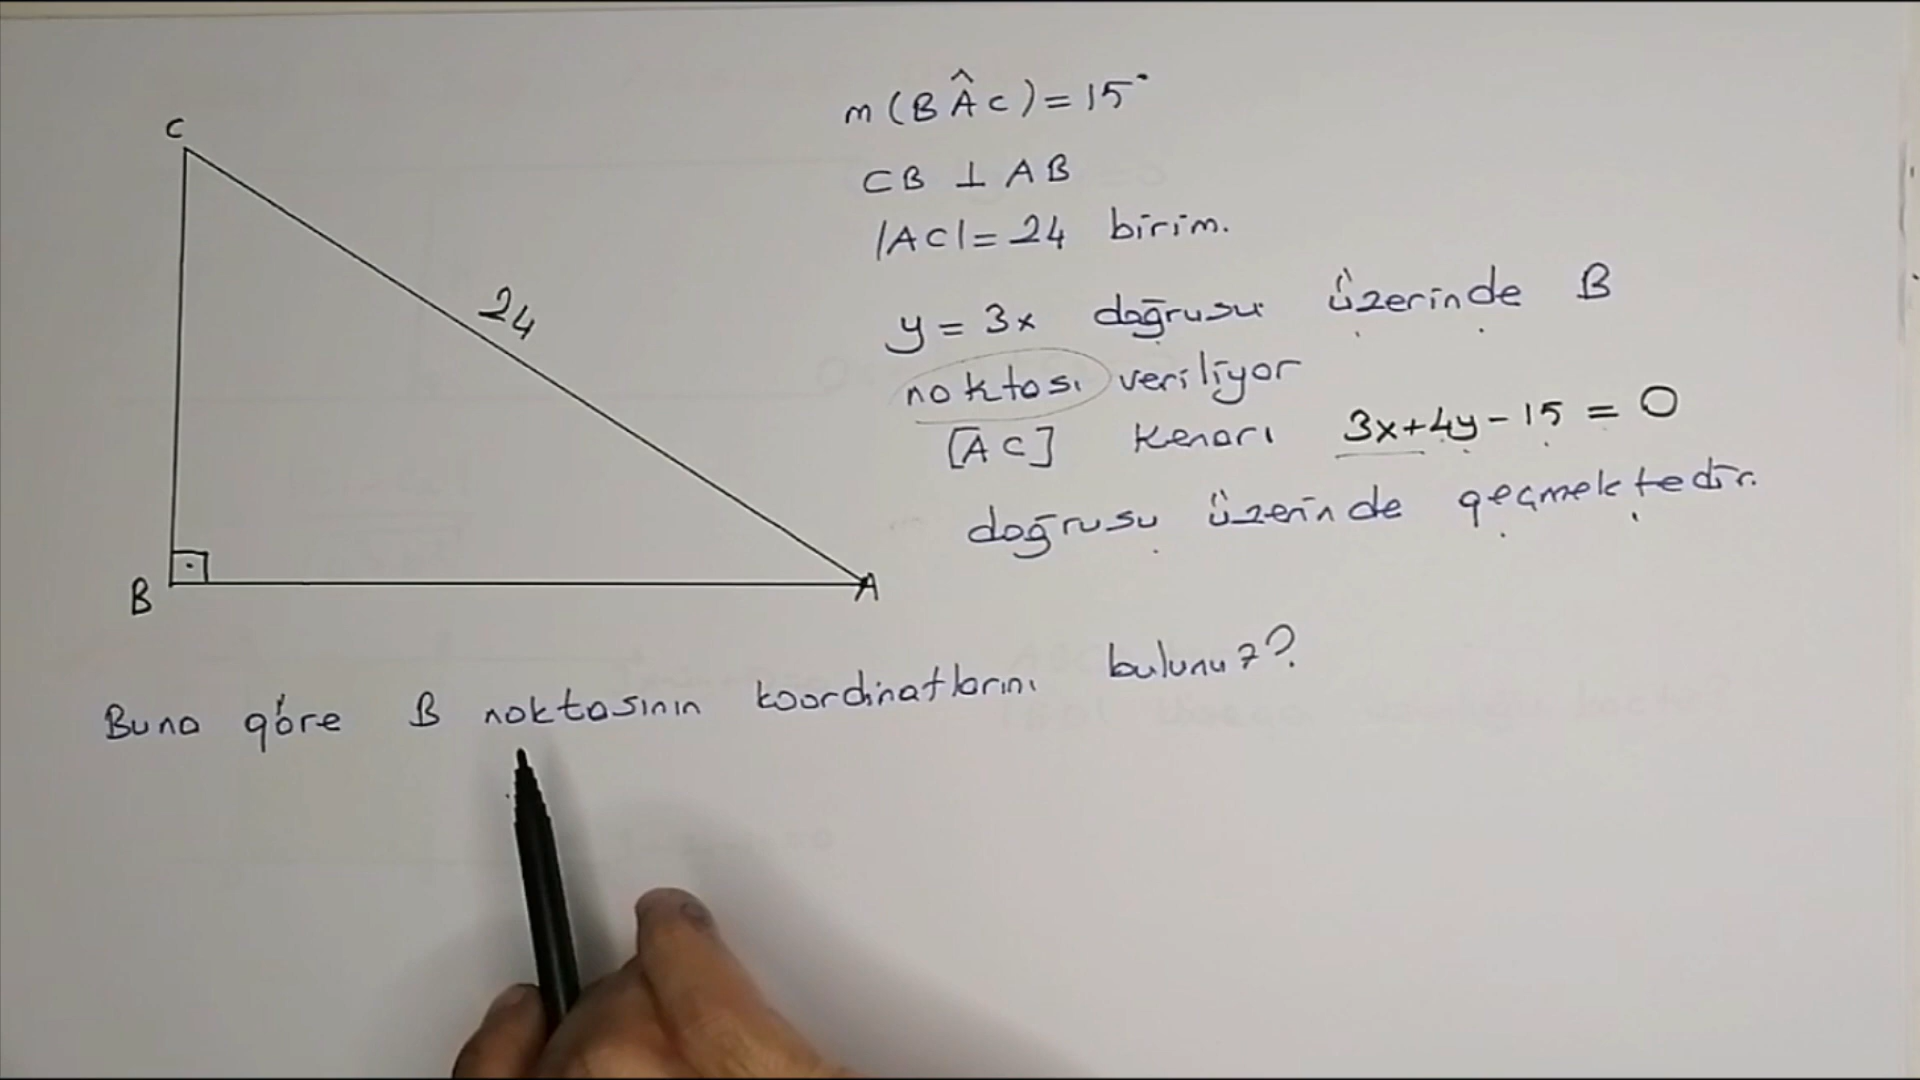 m(BÂC)=15°
CB ⊥ AB
|AC|=24 birim.
y = 3x doğrusu üzerinde B
noktası veriliyor
[AC] Kenarı 3x+4y-15=0
doğrusu üzerinde geçmektedir.
C
24
B
A
Buna göre B noktasının koordinatlarını bulunuz?